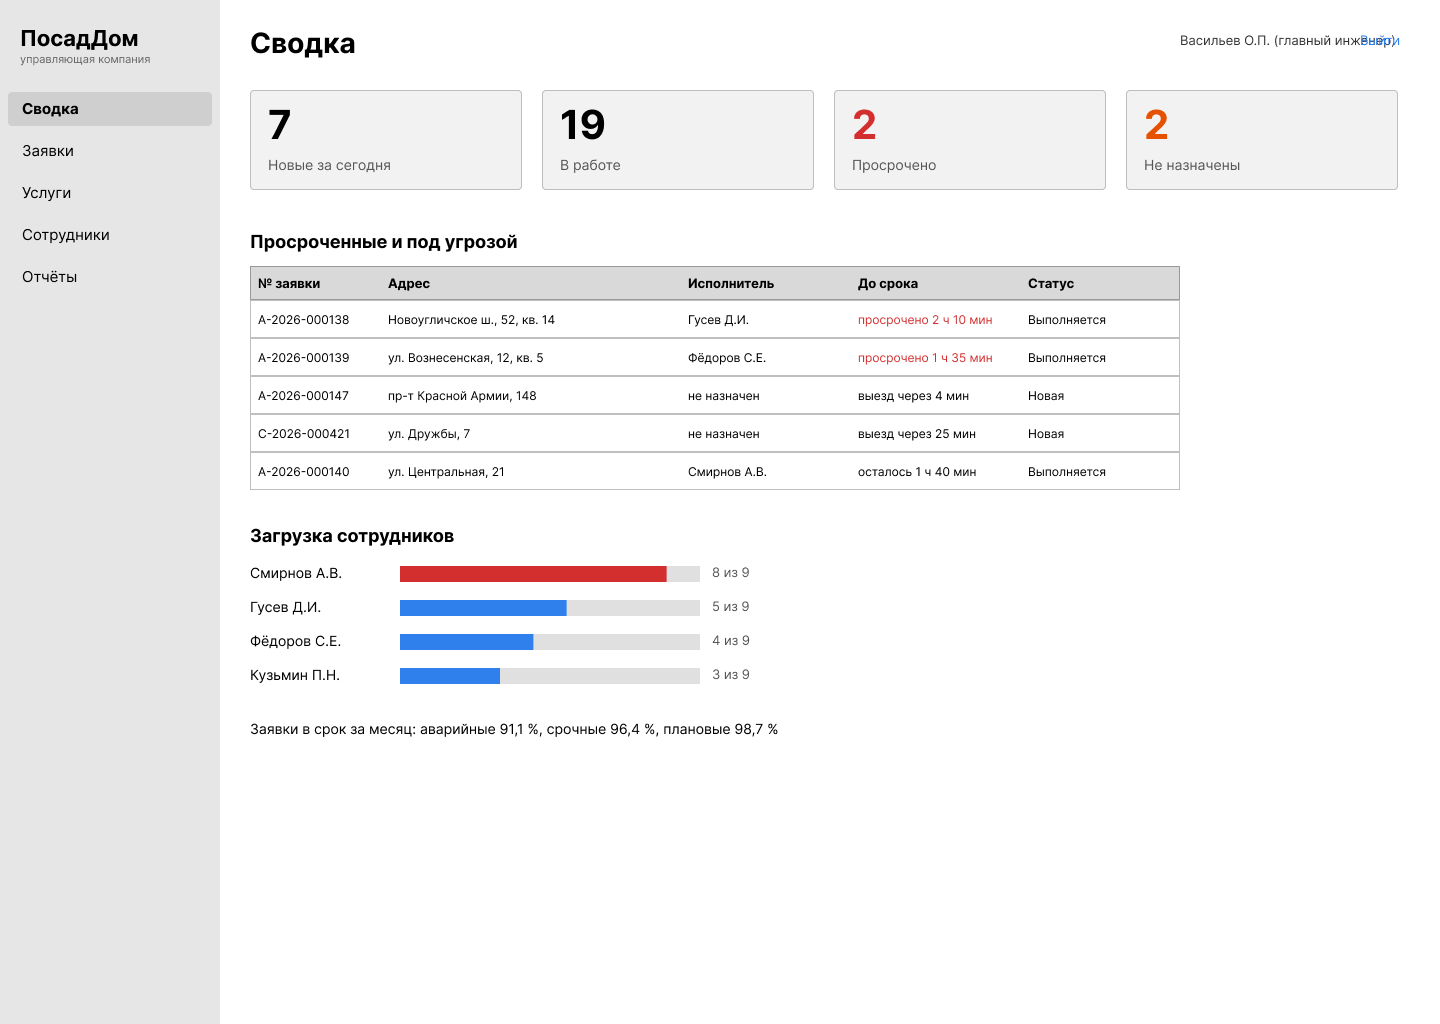 ПосадДом
управляющая компания
Сводка
Заявки
Услуги
Сотрудники
Отчёты
Сводка
Васильев О.П. (главный инженер) Выйти
7
Новые за сегодня
19
В работе
2
Просрочено
2
Не назначены
Просроченные и под угрозой
№ заявки Адрес Исполнитель До срока Статус
А-2026-000138 Новоугличское ш., 52, кв. 14 Гусев Д.И. просрочено 2 ч 10 мин Выполняется
А-2026-000139 ул. Вознесенская, 12, кв. 5 Фёдоров С.Е. просрочено 1 ч 35 мин Выполняется
А-2026-000147 пр-т Красной Армии, 148 не назначен выезд через 4 мин Новая
С-2026-000421 ул. Дружбы, 7 не назначен выезд через 25 мин Новая
А-2026-000140 ул. Центральная, 21 Смирнов А.В. осталось 1 ч 40 мин Выполняется
Загрузка сотрудников
Смирнов А.В. 8 из 9
Гусев Д.И. 5 из 9
Фёдоров С.Е. 4 из 9
Кузьмин П.Н. 3 из 9
Заявки в срок за месяц: аварийные 91,1 %, срочные 96,4 %, плановые 98,7 %